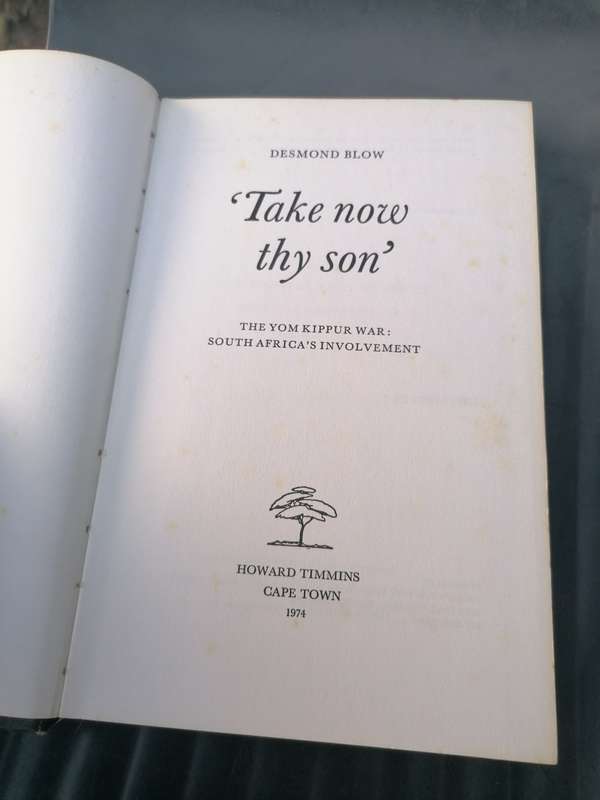 DESMOND BLOW
‘Take now
thy son’
THE YOM KIPPUR WAR:
SOUTH AFRICA'S INVOLVEMENT
HOWARD TIMMINS
CAPE TOWN
1974